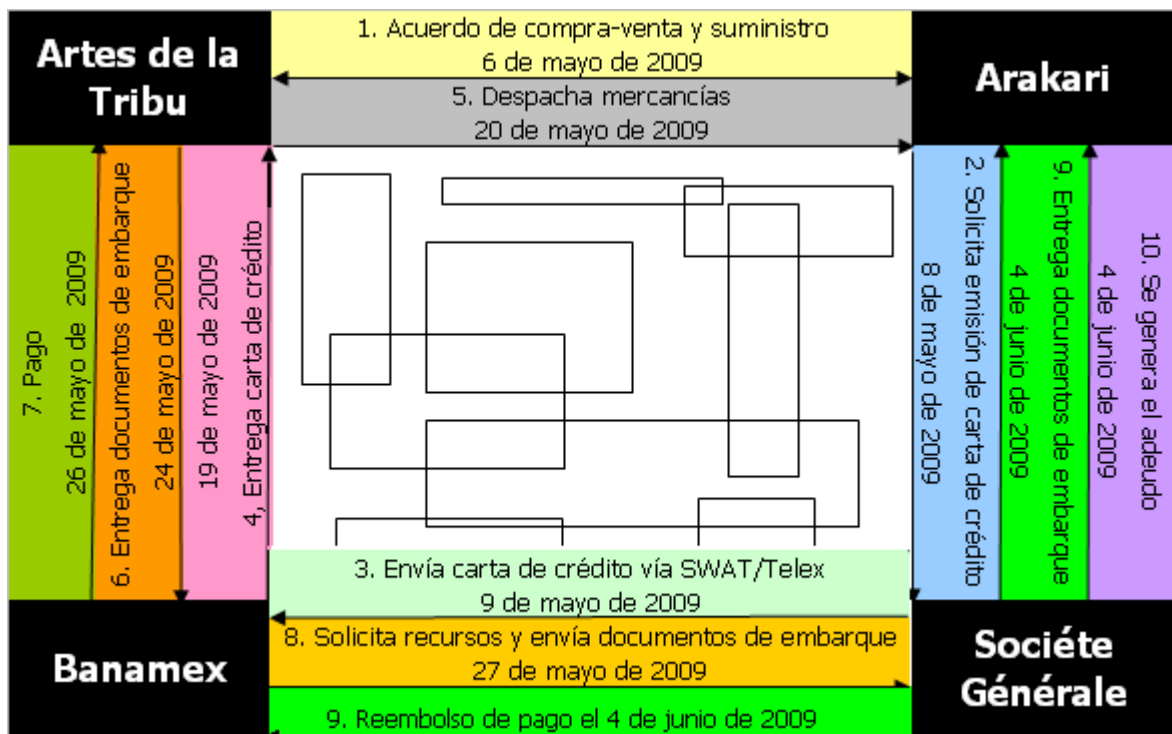 Artes de la
Tribu
1. Acuerdo de compra-venta y suministro
6 de mayo de 2009
5. Despacha mercancías
20 de mayo de 2009
Arakari
7. Pago
26 de mayo de 2009
6. Entrega documentos de embarque
24 de mayo de 2009
19 de mayo de 2009
4, Entrega carta de crédito
2. Solicita emisión de carta de crédito
8 de mayo de 2009
9. Entrega documentos de embarque
4 de junio de 2009
10. Se genera el adeudo
4 de junio de 2009
3. Envía carta de crédito vía SWAT/Telex
9 de mayo de 2009
8. Solicita recursos y envía documentos de embarque
27 de mayo de 2009
9. Reembolso de pago el 4 de junio de 2009
Banamex
Sociéte
Générale